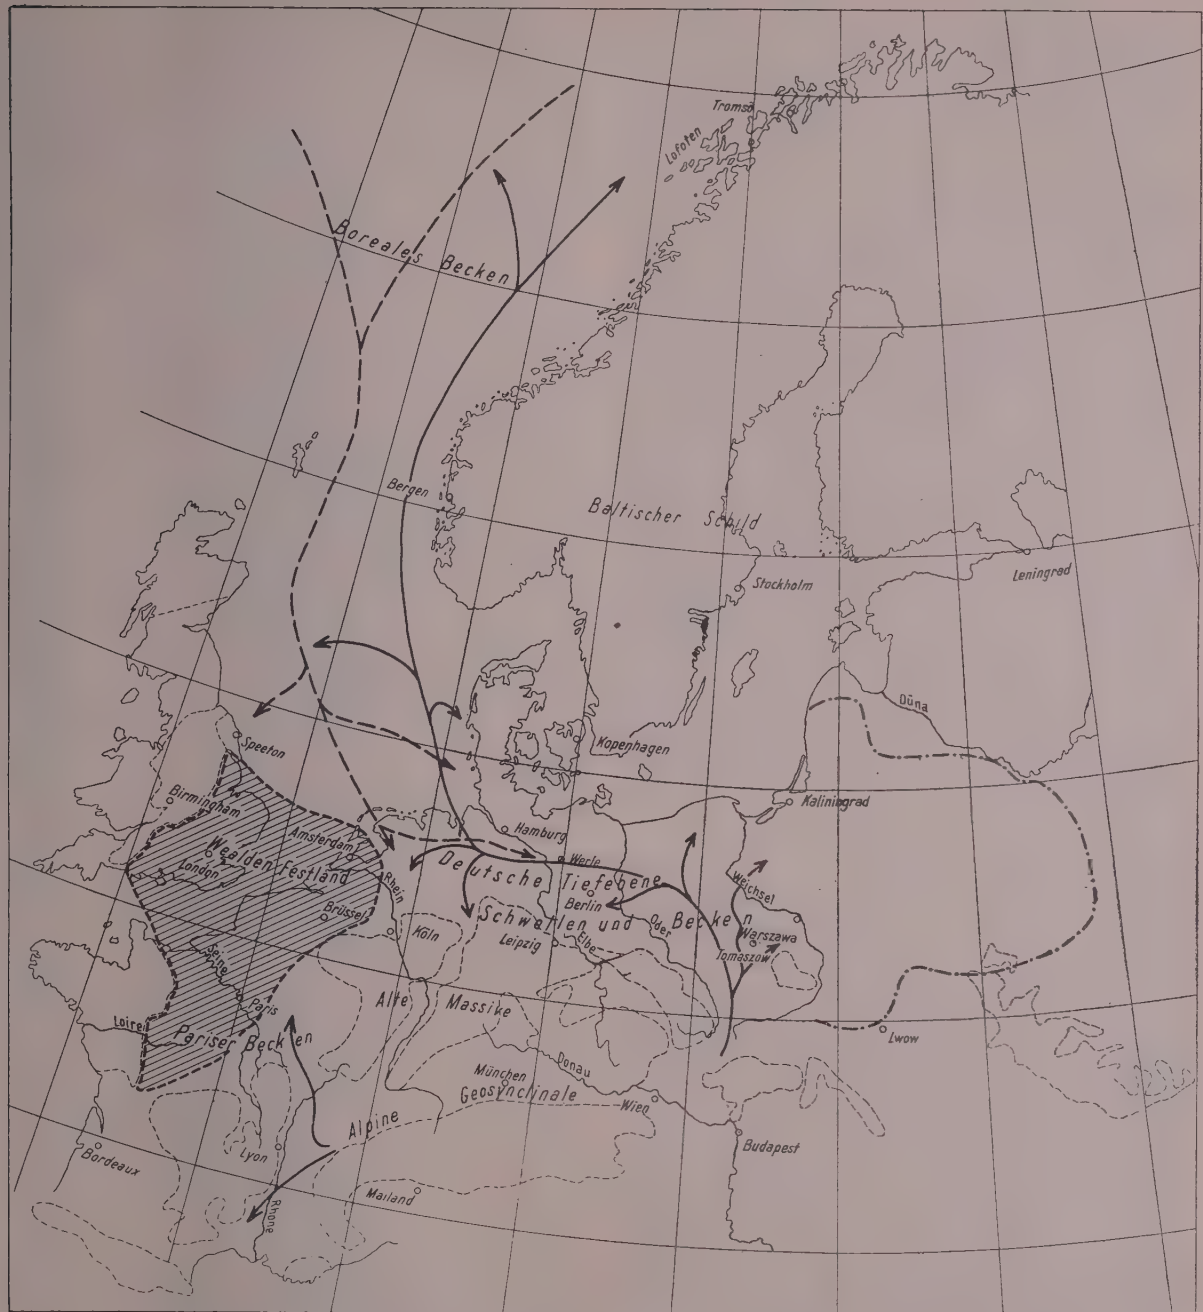 Tromsö
Lofoten
Boreales Becken
Bergen
Baltischer Schild
Leningrad
Stockholm
Düna
Speeton
Kopenhagen
Birmingham
Kaliningrad
Hamburg
Amsterdam
Wealden Festland
London
Werle
Deutsche Tiefebene
Rhein
Berlin
Weichsel
Brüssel
Schwellen und Becken
Oder
Köln
Leipzig
Elbe
Warszawa
Seine
Tomaszow
Paris
Alte Massike
Loire
Pariser Becken
Lwow
Donau
München
Geosynclinale
Wien
Alpine
Budapest
Lyon
Bordeaux
Mailand
Rhone